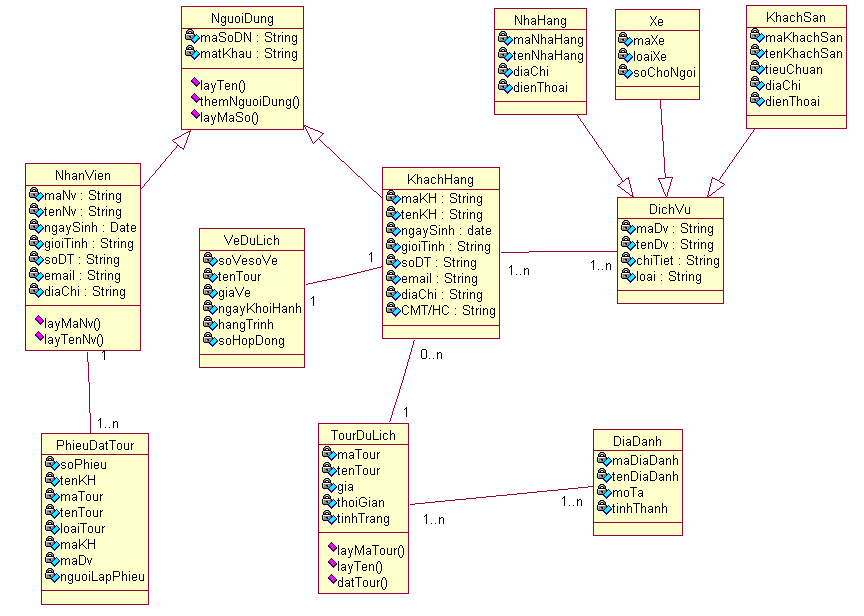 NguoiDung
maSoDN : String
matKhau : String
layTen()
themNguoiDung()
layMaSo()
NhaHang
maNhaHang
tenNhaHang
diaChi
dienThoai
Xe
maXe
loaiXe
soChoNgoi
KhachSan
maKhachSan
tenKhachSan
tieuChuan
diaChi
dienThoai
NhanVien
maNv : String
tenNv : String
ngaySinh : Date
gioiTinh : String
soDT : String
email : String
diaChi : String
layMaNv()
layTenNv()
VeDuLich
soVesoVe
tenTour
giaVe
ngayKhoiHanh
hangTrinh
soHopDong
KhachHang
maKH : String
tenKH : String
ngaySinh : date
gioiTinh : String
soDT : String
email : String
diaChi : String
CMT/HC : String
DichVu
maDv : String
tenDv : String
chiTiet : String
loai : String
1
1
1..n
1..n
0..n
1
1
1..n
PhieuDatTour
soPhieu
tenKH
maTour
tenTour
loaiTour
maKH
maDv
nguoiLapPhieu
TourDuLich
maTour
tenTour
gia
thoiGian
tinhTrang
layMaTour()
layTen()
datTour()
1..n
1..n
DiaDanh
maDiaDanh
tenDiaDanh
moTa
tinhThanh